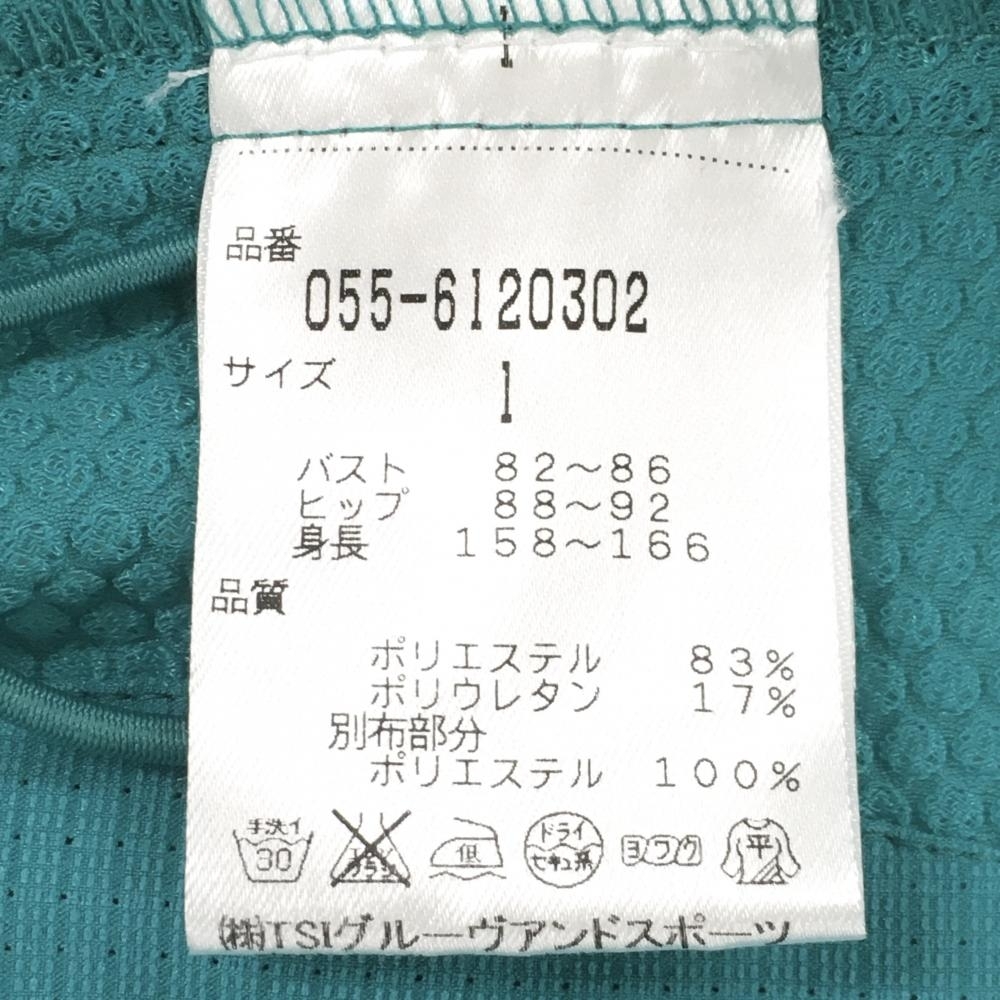 1
品番
055-6120302
サイズ
1
バスト 82〜86
ヒップ 88〜92
身長 158〜166
品質
ポリエステル 83%
ポリウレタン 17%
別布部分
ポリエステル 100%
手洗イ 低 ドライ ヨワク 平
30 セキユ系
(株)TSIグルーヴアンドスポーツ